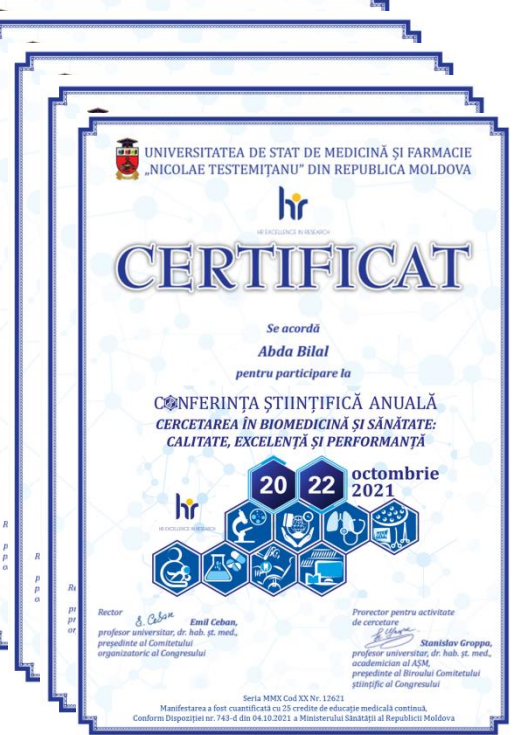 UNIVERSITATEA DE STAT DE MEDICINĂ ȘI FARMACIE
„NICOLAE TESTEMIȚANU” DIN REPUBLICA MOLDOVA
hr
HR EXCELLENCE IN RESEARCH
CERTIFICAT
Se acordă
Abda Bilal
pentru participare la
CONFERINȚA ȘTIINȚIFICĂ ANUALĂ
CERCETAREA ÎN BIOMEDICINĂ ȘI SĂNĂTATE:
CALITATE, EXCELENȚĂ ȘI PERFORMANȚĂ
20 22 octombrie
2021
hr
HR EXCELLENCE IN RESEARCH
Rector
Emil Ceban,
profesor universitar, dr. hab. șt. med.,
președinte al Comitetului
organizatoric al Congresului
Prorector pentru activitate
de cercetare
Stanislav Groppa,
profesor universitar, dr. hab. șt. med.,
academician al AȘM,
președinte al Biroului Comitetului
științific al Congresului
Seria MMX Cod XX Nr. 12621
Manifestarea a fost cuantificată cu 25 credite de educație medicală continuă,
Conform Dispoziției nr. 743-d din 04.10.2021 a Ministerului Sănătății al Republicii Moldova